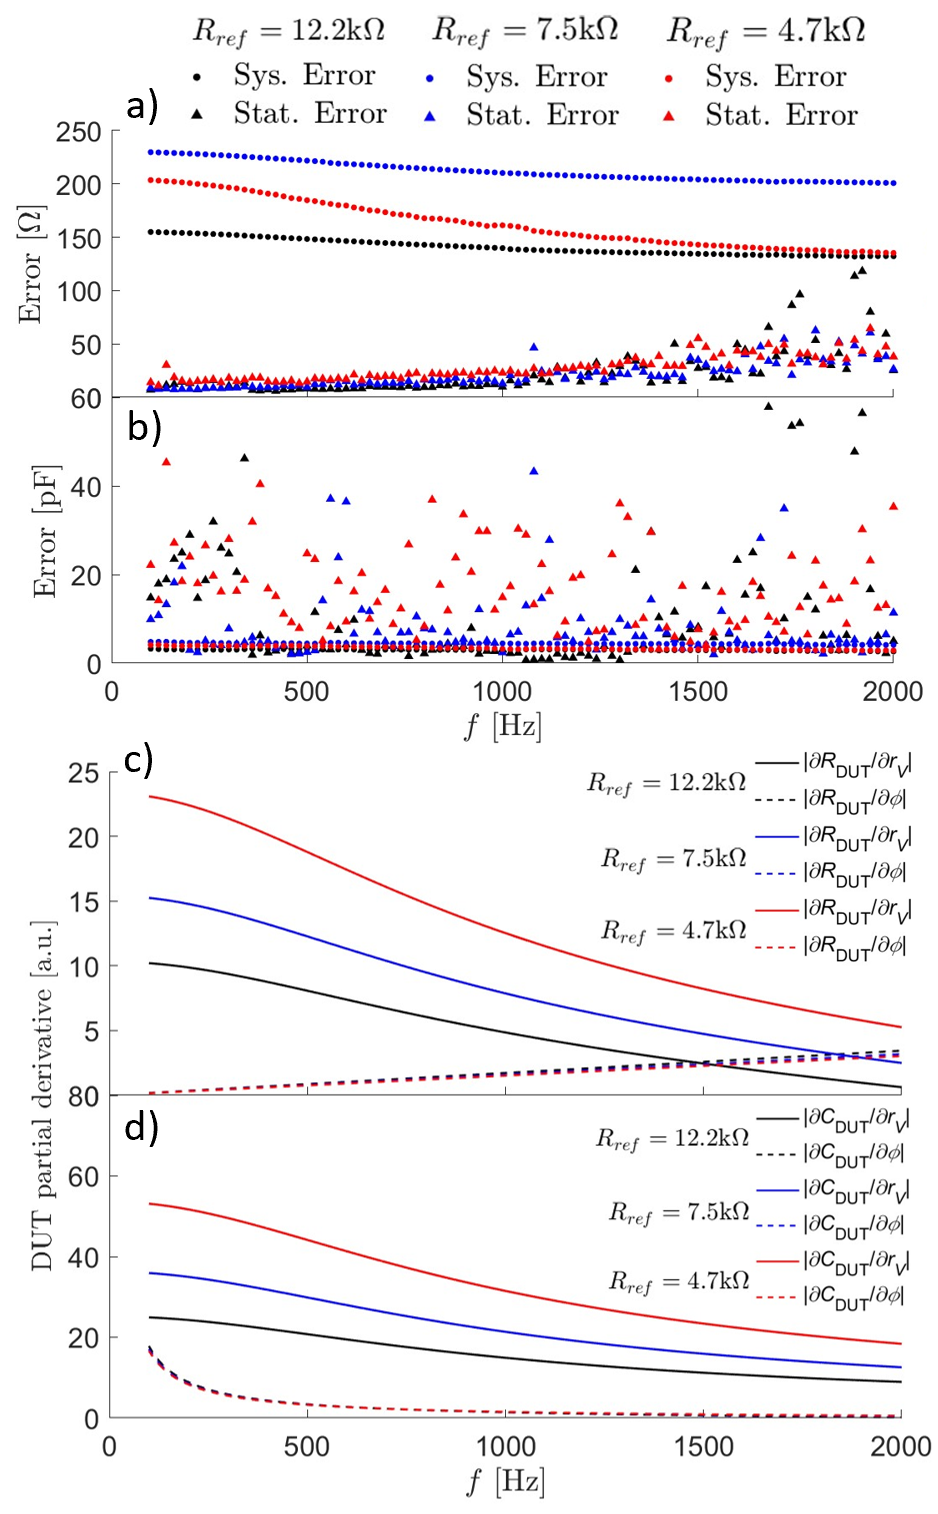 R_ref = 12.2kΩ R_ref = 7.5kΩ R_ref = 4.7kΩ
Sys. Error Sys. Error Sys. Error
Stat. Error Stat. Error Stat. Error
a)
250
200
150
100
50
Error [Ω]
60
b)
40
20
0
Error [pF]
0 500 1000 1500 2000
f [Hz]
c)
25
20
15
10
5
R_ref = 12.2kΩ
|∂R_DUT/∂r_V|
|∂R_DUT/∂ϕ|
R_ref = 7.5kΩ
|∂R_DUT/∂r_V|
|∂R_DUT/∂ϕ|
R_ref = 4.7kΩ
|∂R_DUT/∂r_V|
|∂R_DUT/∂ϕ|
DUT partial derivative [a.u.]
80
d)
60
40
20
0
R_ref = 12.2kΩ
|∂C_DUT/∂r_V|
|∂C_DUT/∂ϕ|
R_ref = 7.5kΩ
|∂C_DUT/∂r_V|
|∂C_DUT/∂ϕ|
R_ref = 4.7kΩ
|∂C_DUT/∂r_V|
|∂C_DUT/∂ϕ|
0 500 1000 1500 2000
f [Hz]